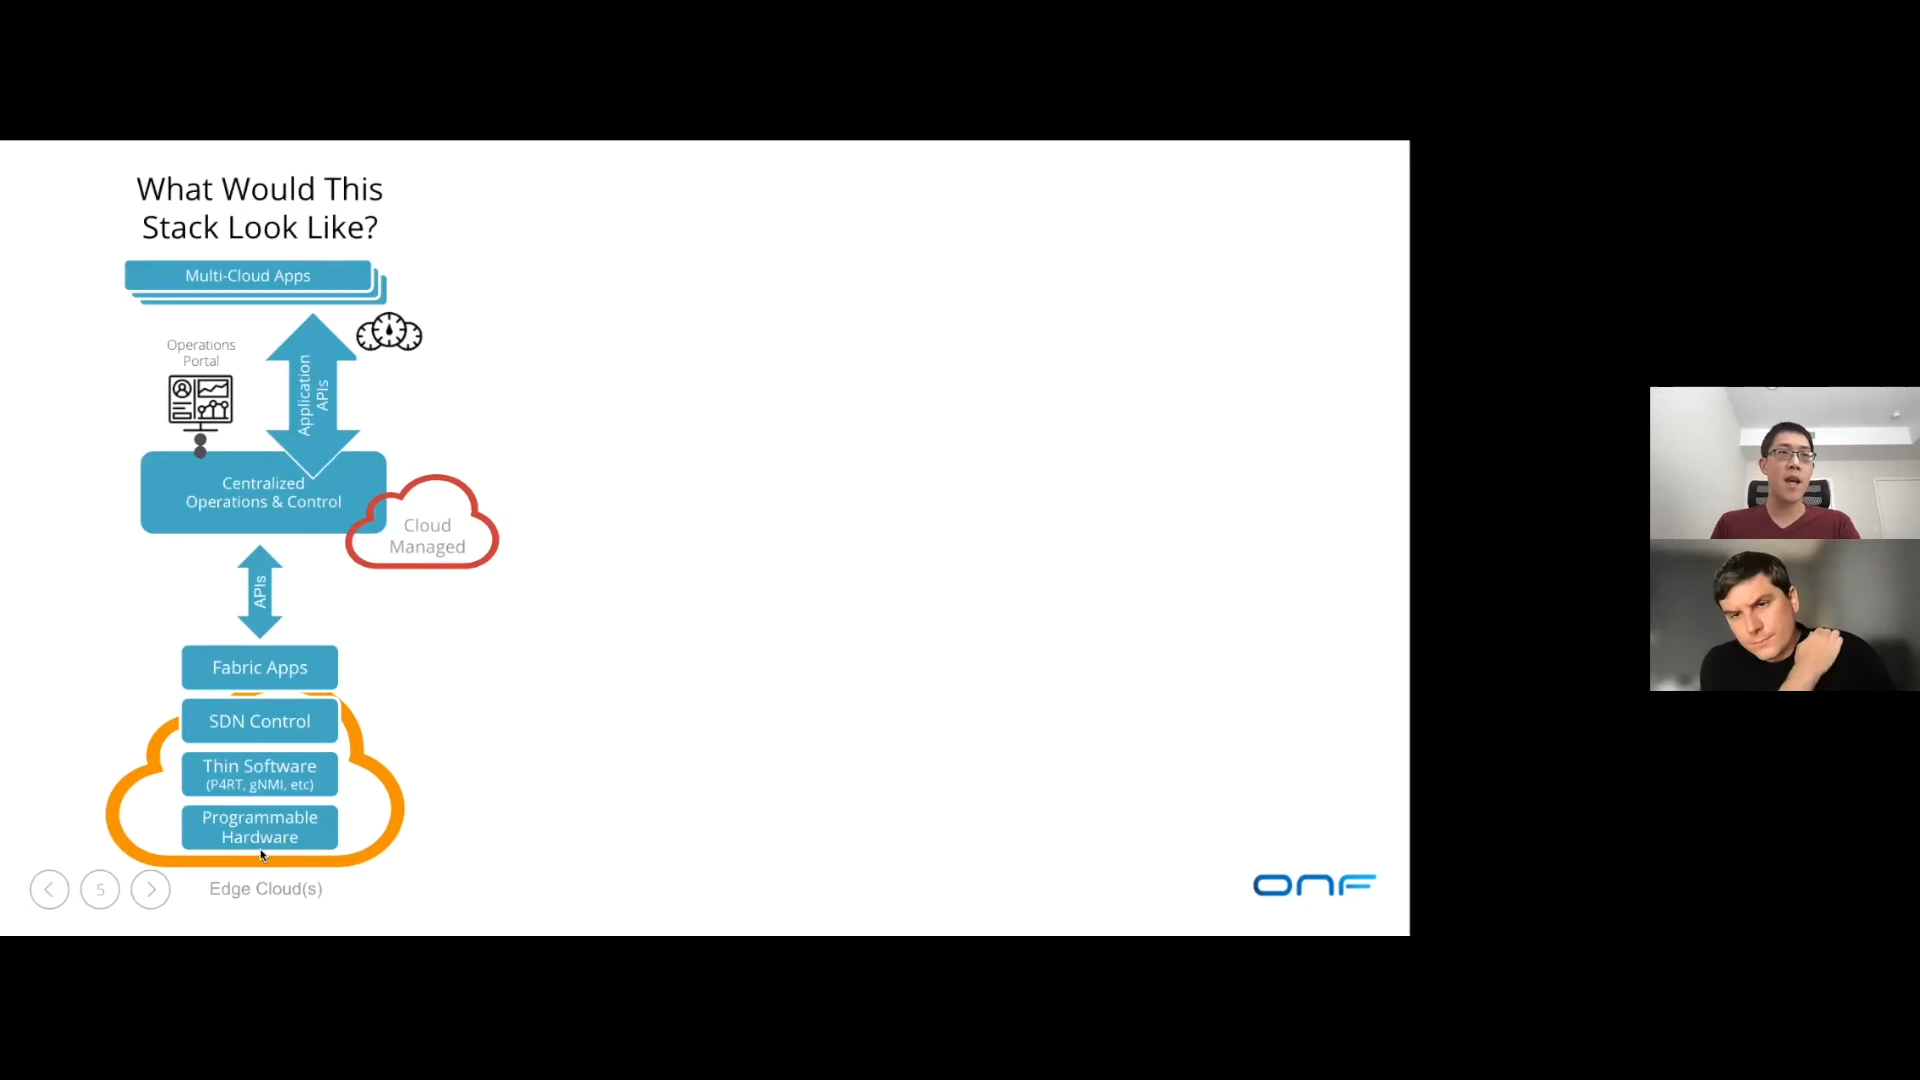 What Would This
Stack Look Like?
Multi-Cloud Apps
Operations
Portal
Application
APIs
Centralized
Operations & Control
Cloud
Managed
APIs
Fabric Apps
SDN Control
Thin Software
(P4RT, gNMI, etc)
Programmable
Hardware
5
Edge Cloud(s)
ONF